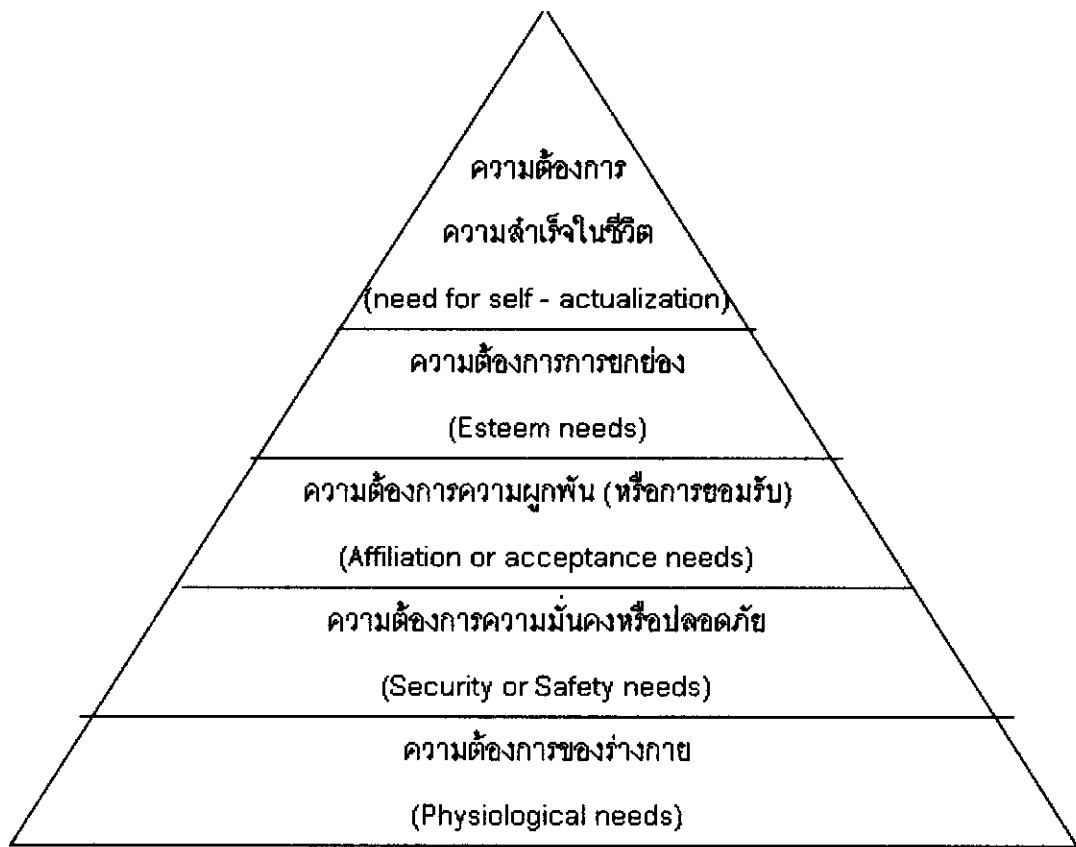 ความต้องการ
ความสำเร็จในชีวิต
(need for self - actualization)
ความต้องการการยกย่อง
(Esteem needs)
ความต้องการความผูกพัน (หรือการยอมรับ)
(Affiliation or acceptance needs)
ความต้องการความมั่นคงหรือปลอดภัย
(Security or Safety needs)
ความต้องการของร่างกาย
(Physiological needs)